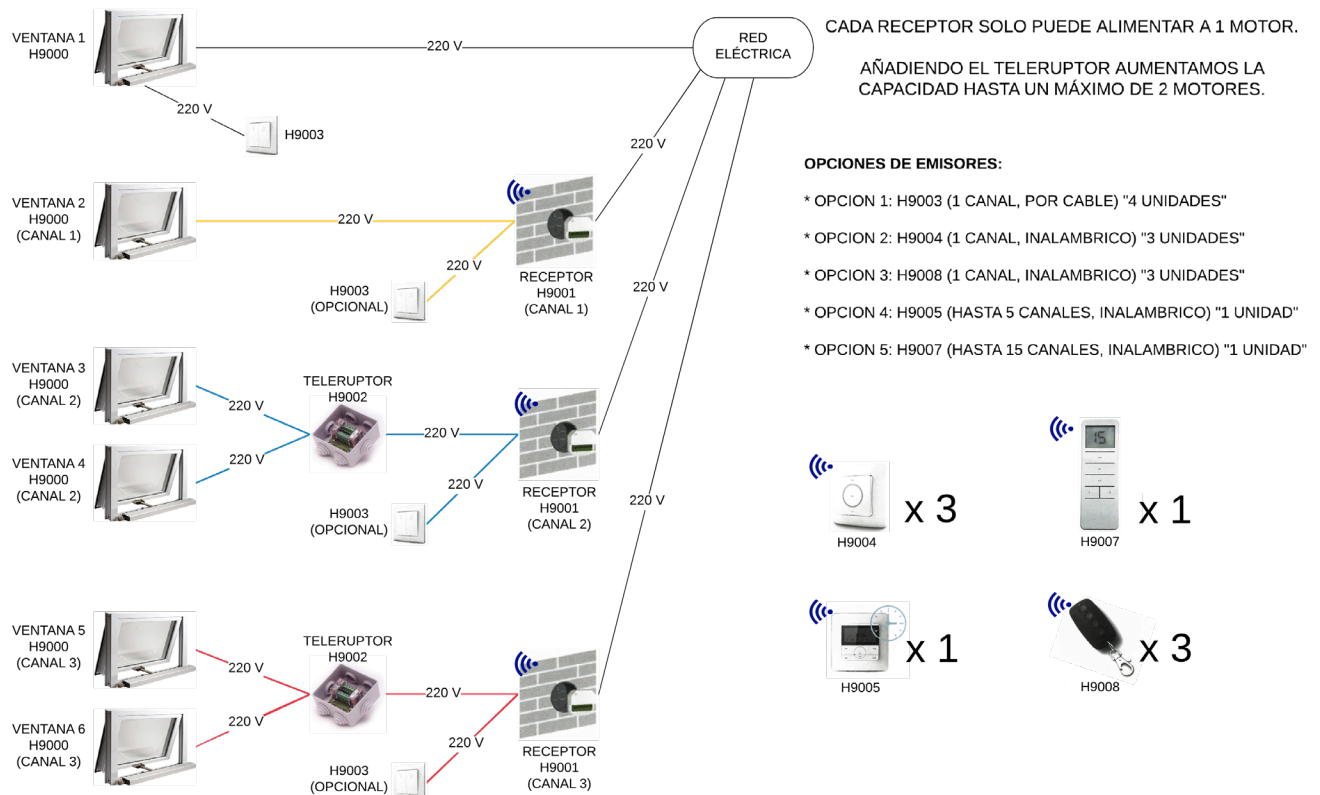 VENTANA 1
H9000
220 V
RED
ELÉCTRICA
220 V
H9003
CADA RECEPTOR SOLO PUEDE ALIMENTAR A 1 MOTOR.
AÑADIENDO EL TELERUPTOR AUMENTAMOS LA
CAPACIDAD HASTA UN MÁXIMO DE 2 MOTORES.
220 V
VENTANA 2
H9000
(CANAL 1)
220 V
220 V
H9003
(OPCIONAL)
RECEPTOR
H9001
(CANAL 1)
220 V
OPCIONES DE EMISORES:
* OPCION 1: H9003 (1 CANAL, POR CABLE) "4 UNIDADES"
* OPCION 2: H9004 (1 CANAL, INALAMBRICO) "3 UNIDADES"
* OPCION 3: H9008 (1 CANAL, INALAMBRICO) "3 UNIDADES"
* OPCION 4: H9005 (HASTA 5 CANALES, INALAMBRICO) "1 UNIDAD"
* OPCION 5: H9007 (HASTA 15 CANALES, INALAMBRICO) "1 UNIDAD"
VENTANA 3
H9000
(CANAL 2)
220 V
TELERUPTOR
H9002
220 V
VENTANA 4
H9000
(CANAL 2)
220 V
220 V
H9003
(OPCIONAL)
RECEPTOR
H9001
(CANAL 2)
220 V
x 3
H9004
15
x 1
H9007
VENTANA 5
H9000
(CANAL 3)
220 V
TELERUPTOR
H9002
220 V
VENTANA 6
H9000
(CANAL 3)
220 V
220 V
H9003
(OPCIONAL)
RECEPTOR
H9001
(CANAL 3)
x 1
H9005
x 3
H9008